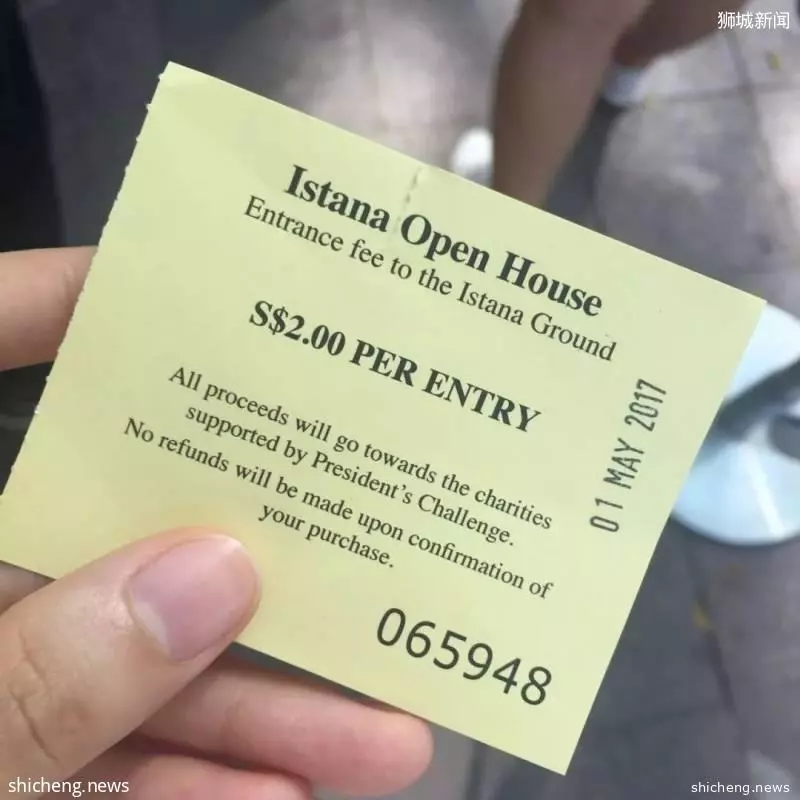 狮城新闻
Istana Open House
Entrance fee to the Istana Ground
S$2.00 PER ENTRY
All proceeds will go towards the charities
supported by President's Challenge.
No refunds will be made upon confirmation of
your purchase.
01 MAY 2017
065948
shicheng.news
shicheng.news